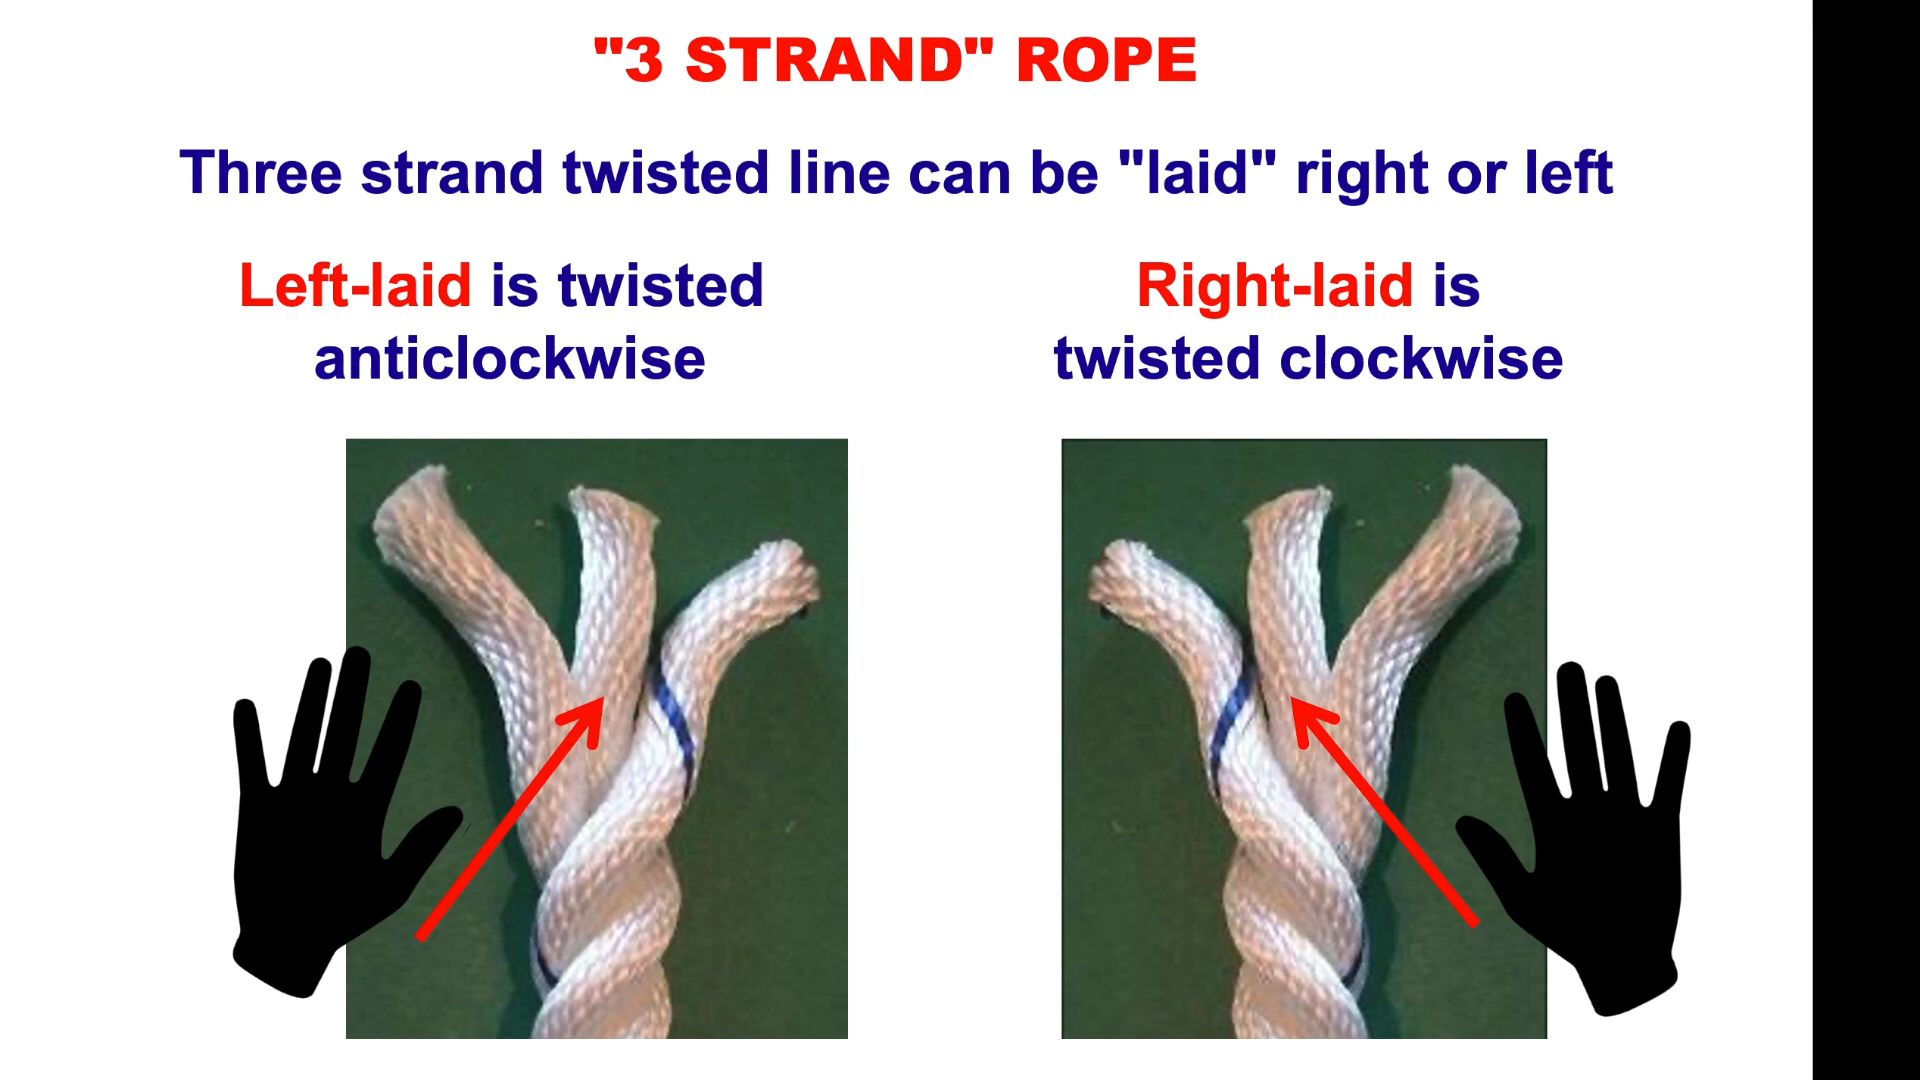 "3 STRAND" ROPE
Three strand twisted line can be "laid" right or left
Left-laid is twisted
anticlockwise
Right-laid is
twisted clockwise